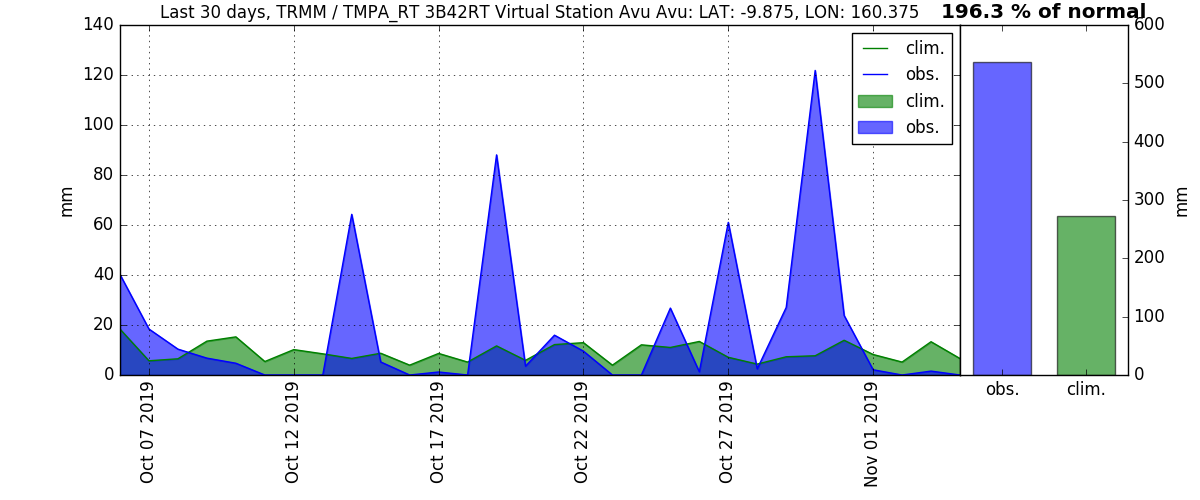 Last 30 days, TRMM / TMPA_RT 3B42RT Virtual Station Avu Avu: LAT: -9.875, LON: 160.375
196.3 % of normal
140
120
100
80
60
40
20
0
mm
clim.
obs.
clim.
obs.
600
500
400
300
200
100
0
mm
obs.
clim.
Oct 07 2019
Oct 12 2019
Oct 17 2019
Oct 22 2019
Oct 27 2019
Nov 01 2019